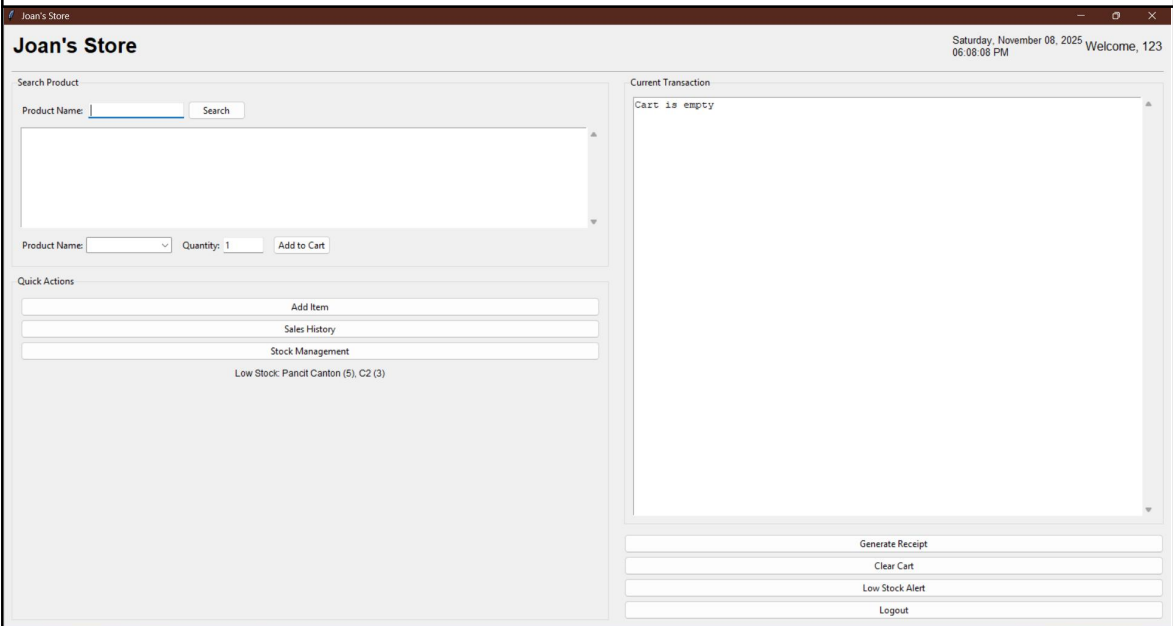 Joan's Store
Joan's Store
Saturday, November 08, 2025
06:08:08 PM
Welcome, 123
Search Product
Product Name:
Search
Product Name:
Quantity: 1
Add to Cart
Quick Actions
Add Item
Sales History
Stock Management
Low Stock: Pancit Canton (5), C2 (3)
Current Transaction
Cart is empty
Generate Receipt
Clear Cart
Low Stock Alert
Logout